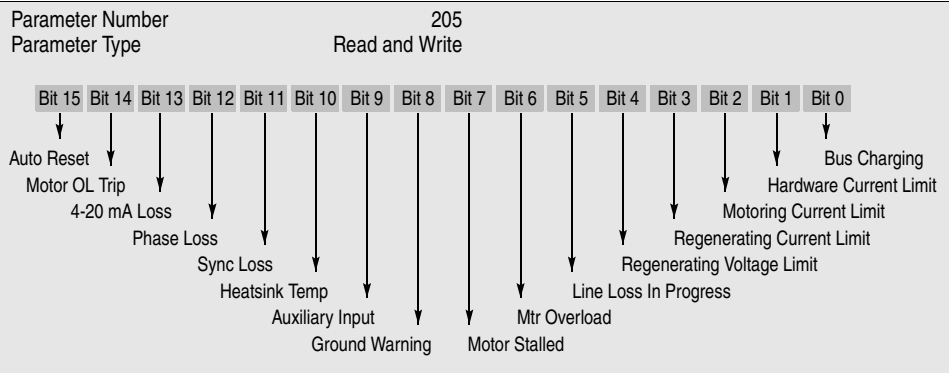 Parameter Number 205
Parameter Type Read and Write
Bit 15 Bit 14 Bit 13 Bit 12 Bit 11 Bit 10 Bit 9 Bit 8 Bit 7 Bit 6 Bit 5 Bit 4 Bit 3 Bit 2 Bit 1 Bit 0
Auto Reset Bus Charging
Motor OL Trip Hardware Current Limit
4-20 mA Loss Motoring Current Limit
Phase Loss Regenerating Current Limit
Sync Loss Regenerating Voltage Limit
Heatsink Temp Line Loss In Progress
Auxiliary Input Mtr Overload
Ground Warning Motor Stalled